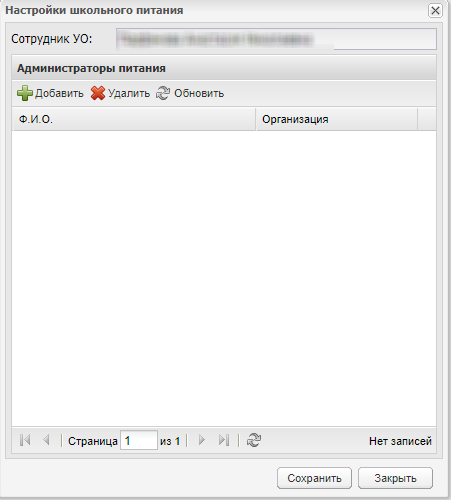 Настройки школьного питания
Сотрудник УО:
Администраторы питания
Добавить Удалить Обновить
Ф.И.О. Организация
Страница 1 из 1 Нет записей
Сохранить Закрыть